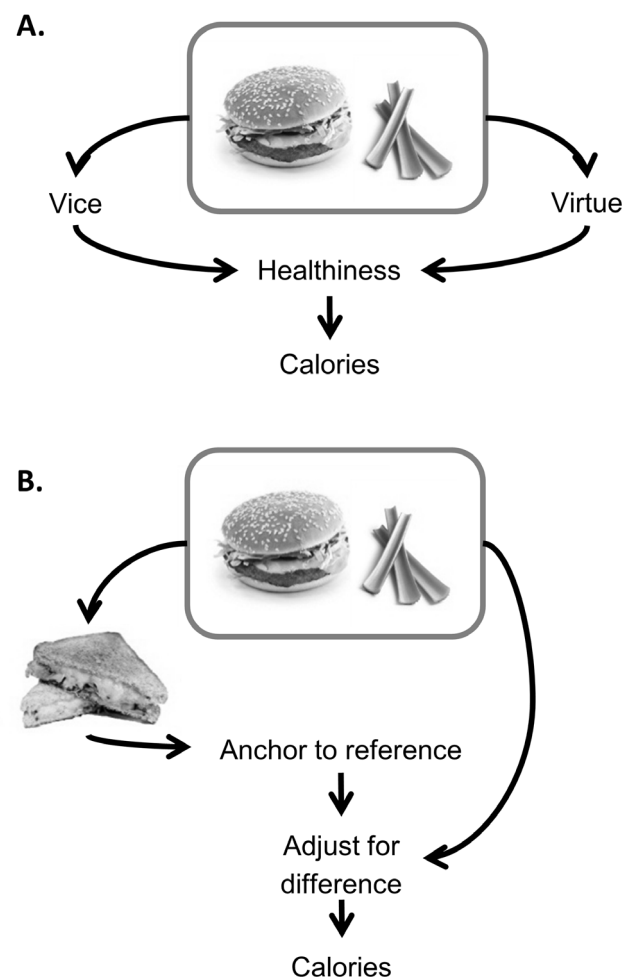 A.
Vice
Virtue
Healthiness
Calories
B.
Anchor to reference
Adjust for
difference
Calories